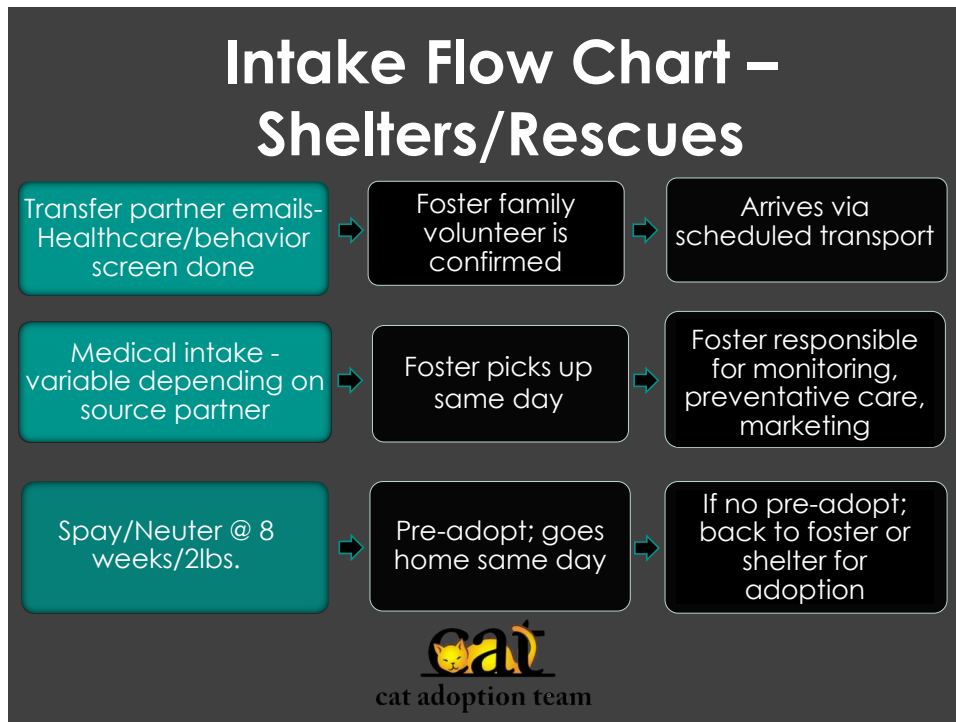 Intake Flow Chart –
Shelters/Rescues
Transfer partner emails-
Healthcare/behavior
screen done
Foster family
volunteer is
confirmed
Arrives via
scheduled transport
Medical intake -
variable depending on
source partner
Foster picks up
same day
Foster responsible
for monitoring,
preventative care,
marketing
Spay/Neuter @ 8
weeks/2lbs.
Pre-adopt; goes
home same day
If no pre-adopt;
back to foster or
shelter for
adoption
cat
cat adoption team